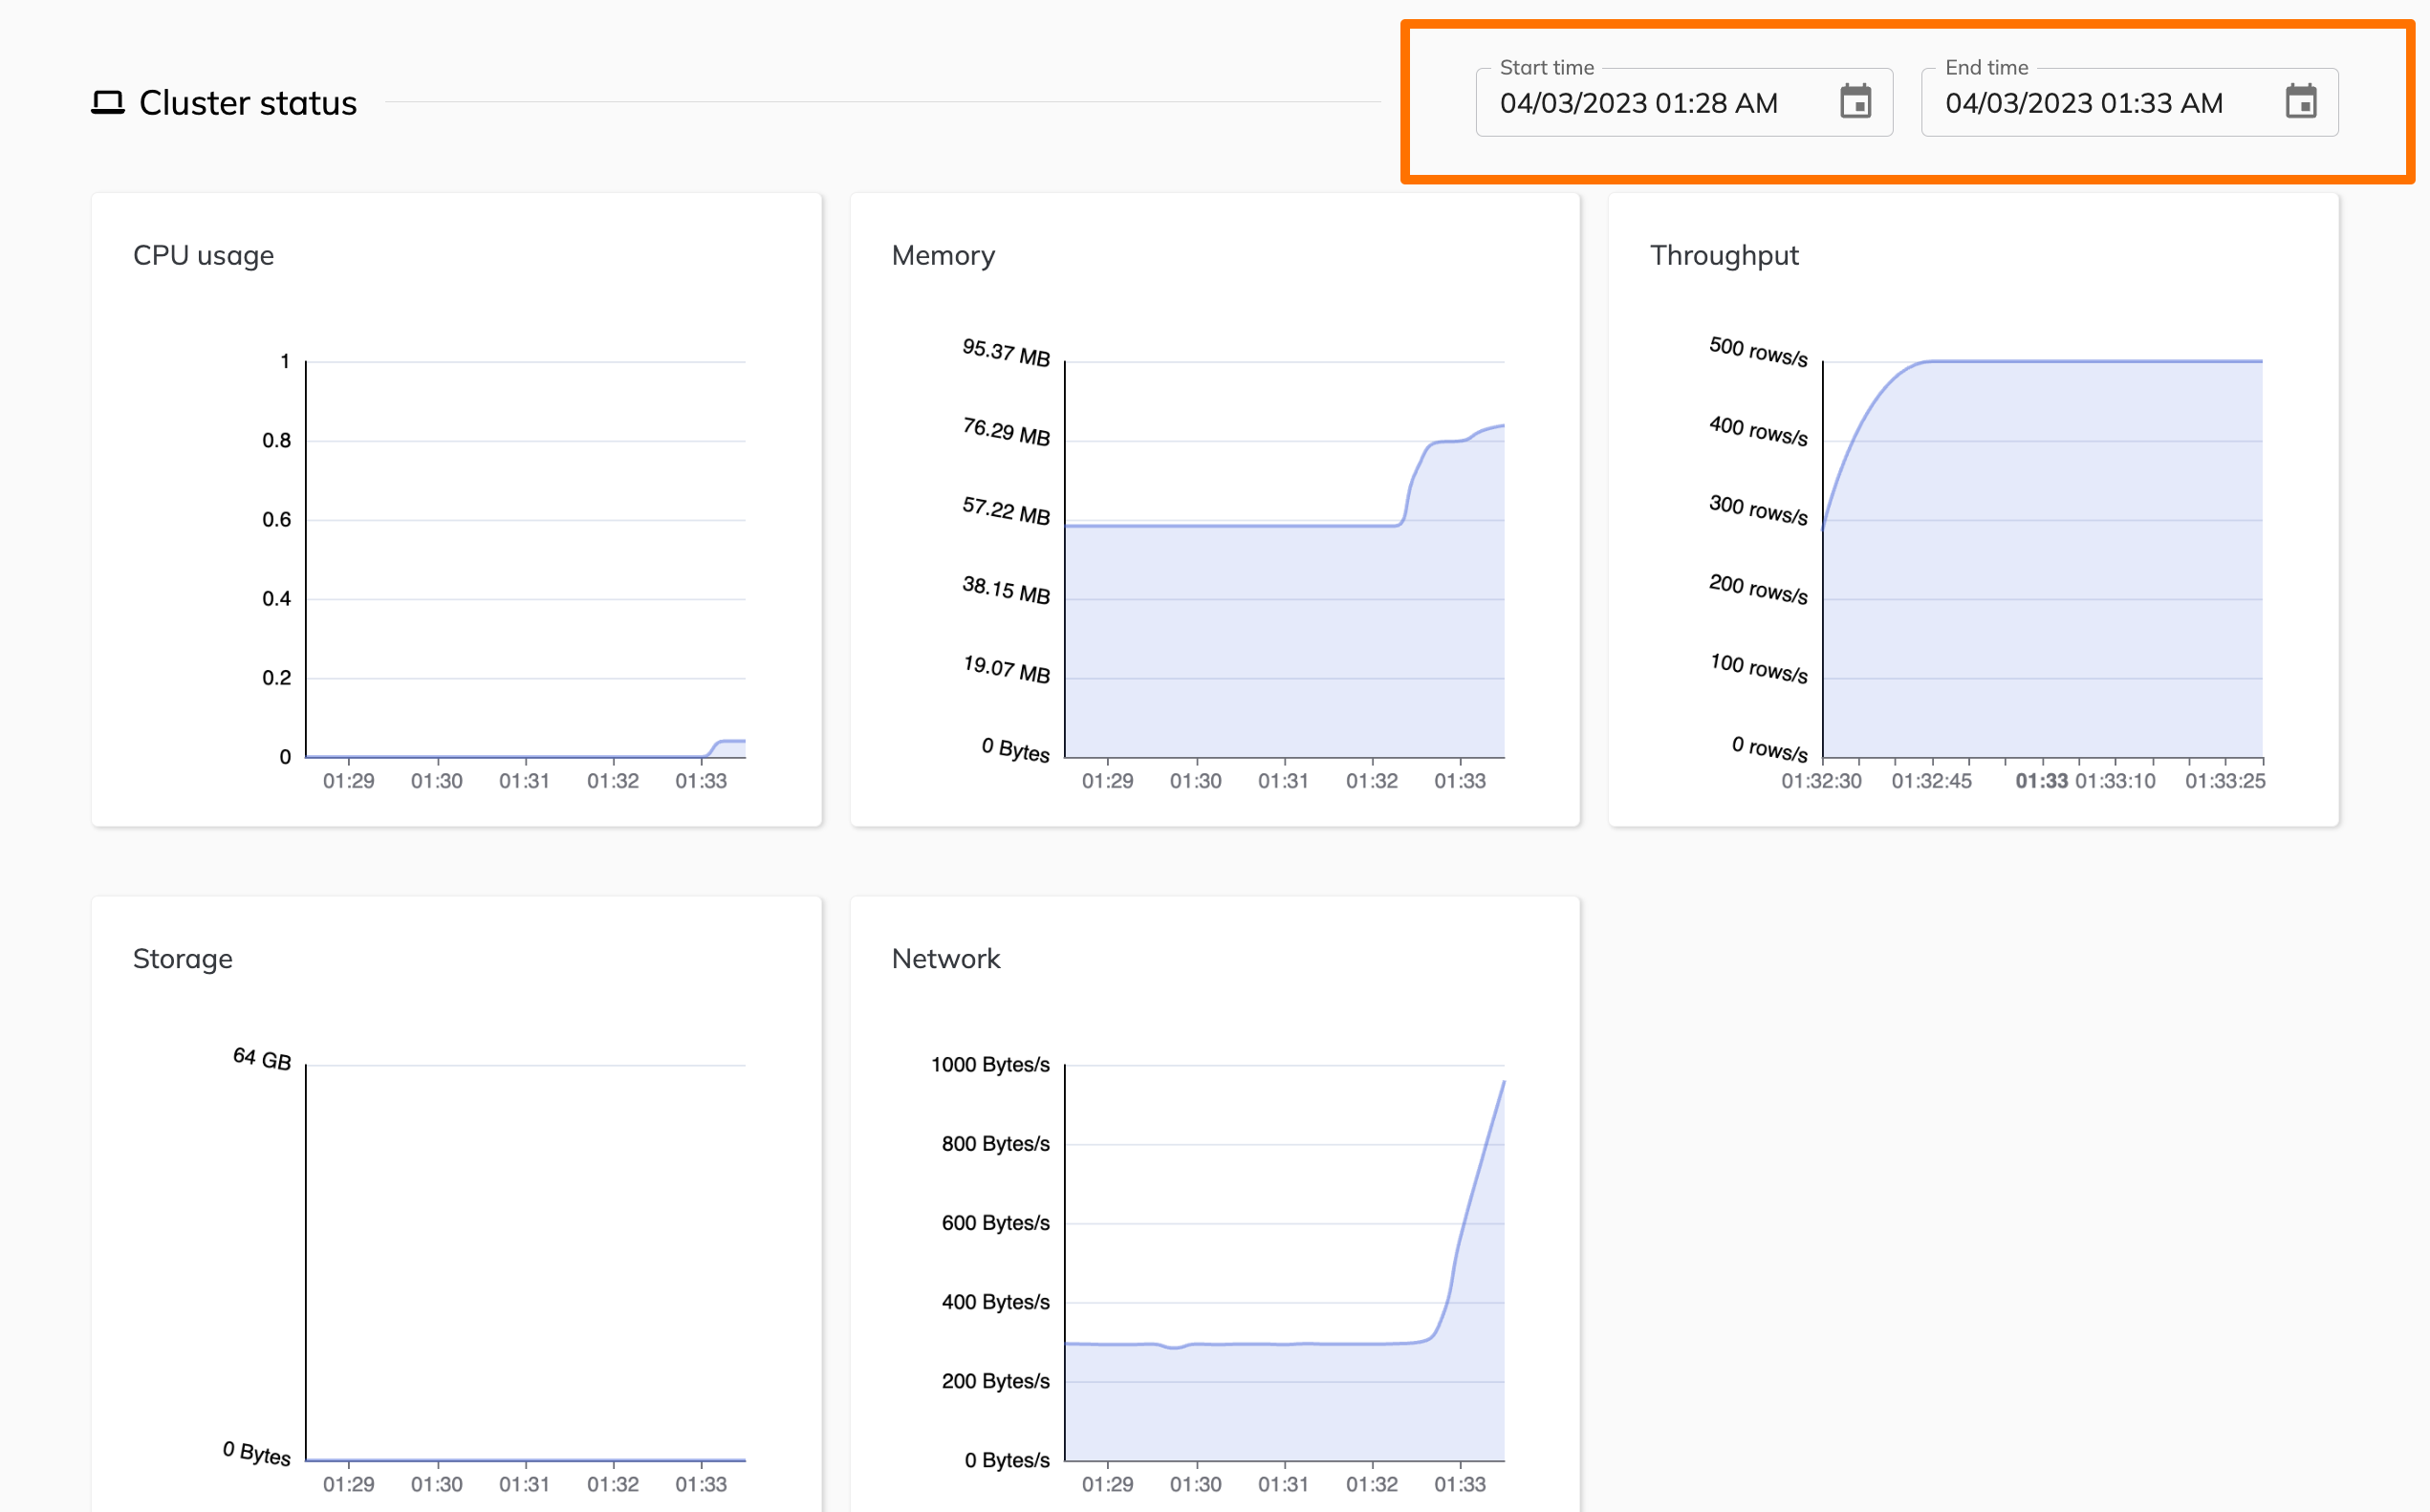 Cluster status
Start time
04/03/2023 01:28 AM
End time
04/03/2023 01:33 AM
CPU usage
1
0.8
0.6
0.4
0.2
0
01:29 01:30 01:31 01:32 01:33
Memory
95.37 MB
76.29 MB
57.22 MB
38.15 MB
19.07 MB
0 Bytes
01:29 01:30 01:31 01:32 01:33
Throughput
500 rows/s
400 rows/s
300 rows/s
200 rows/s
100 rows/s
0 rows/s
01:32:30 01:32:45 01:33 01:33:10 01:33:25
Storage
64 GB
0 Bytes
01:29 01:30 01:31 01:32 01:33
Network
1000 Bytes/s
800 Bytes/s
600 Bytes/s
400 Bytes/s
200 Bytes/s
0 Bytes/s
01:29 01:30 01:31 01:32 01:33